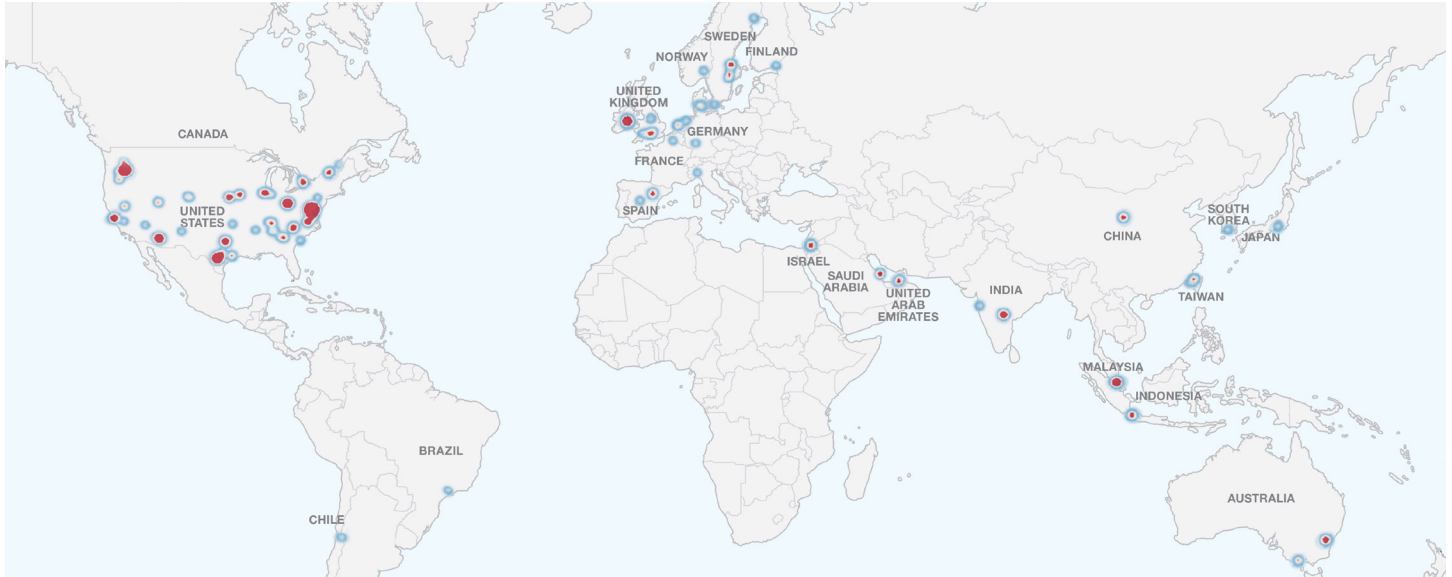 SWEDEN
NORWAY
FINLAND
UNITED
KINGDOM
CANADA
GERMANY
FRANCE
UNITED
STATES
SPAIN
SOUTH
KOREA
JAPAN
CHINA
ISRAEL
SAUDI
ARABIA
UNITED
ARAB
EMIRATES
INDIA
TAIWAN
MALAYSIA
INDONESIA
BRAZIL
AUSTRALIA
CHILE